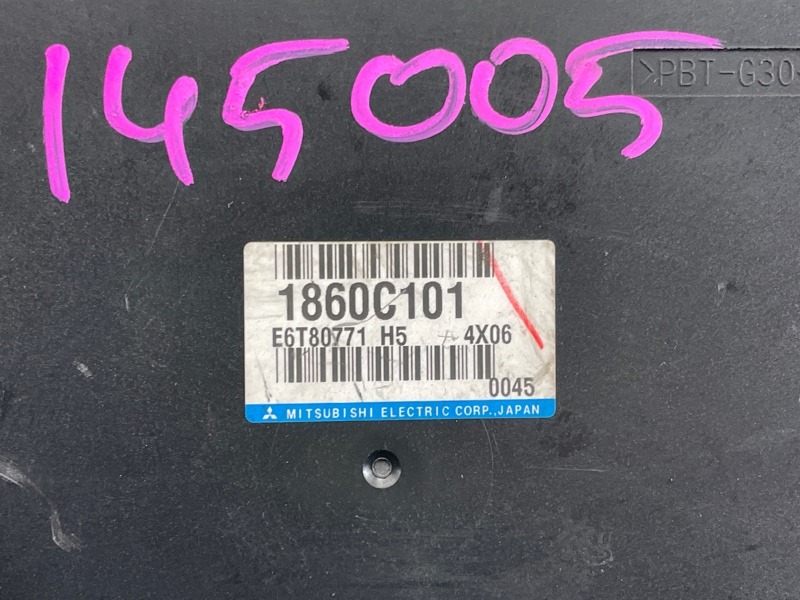 145005
>PBT-G30
1860C101
E6T80771 H5 4X06
0045
MITSUBISHI ELECTRIC CORP.,JAPAN